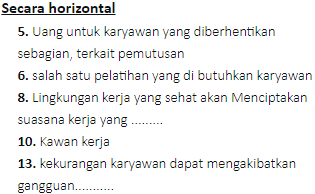 Secara horizontal
5. Uang untuk karyawan yang diberhentikan
sebagian, terkait pemutusan
6. salah satu pelatihan yang di butuhkan karyawan
8. Lingkungan kerja yang sehat akan Menciptakan
suasana kerja yang .........
10. Kawan kerja
13. kekurangan karyawan dapat mengakibatkan
gangguan...........